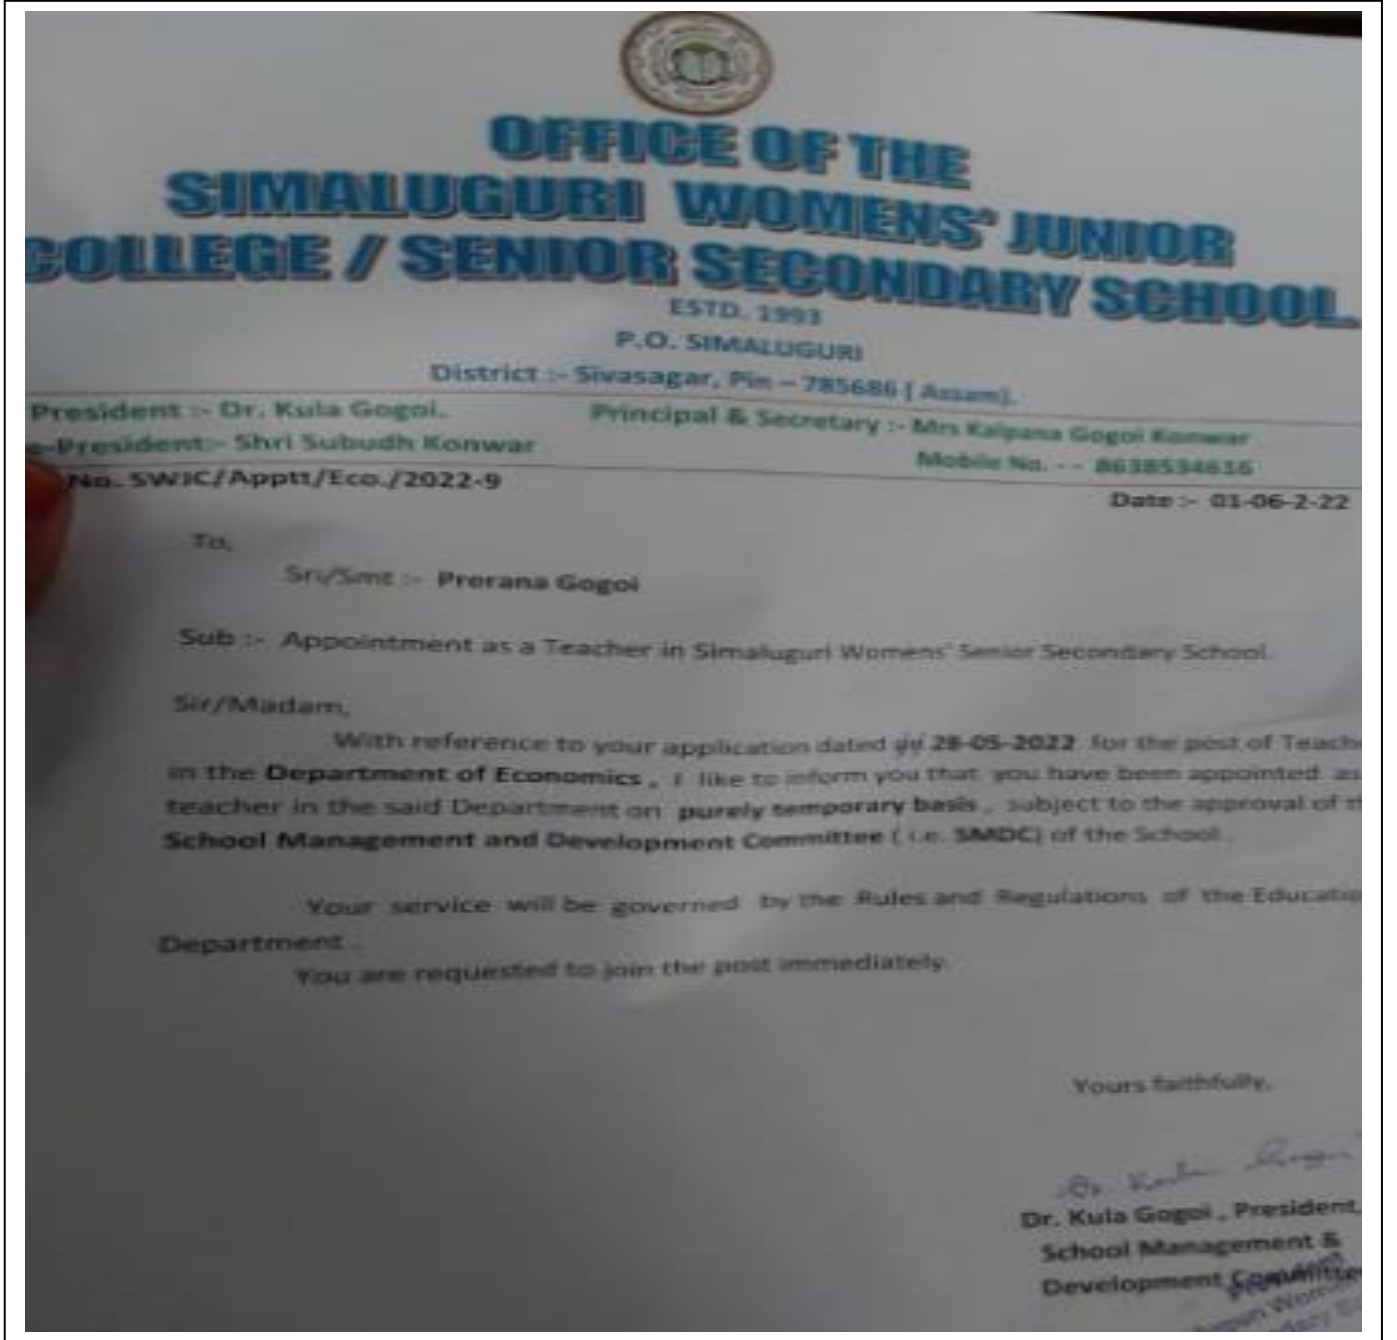 OFFICE OF THE
SIMALUGURI WOMENS' JUNIOR
COLLEGE / SENIOR SECONDARY SCHOOL
ESTD. 1993
P.O. SIMALUGURI
District :- Sivasagar, Pin – 785686 ( Assam).
President :- Dr. Kula Gogoi. Principal & Secretary :- Mrs Kalpana Gogoi Konwar
e-President:- Shri Subudh Konwar Mobile No. - - 8638534616
No. SWJC/Apptt/Eco./2022-9
Date :- 01-06-2-22
To,
Sri/Smt :- Prerana Gogoi
Sub :- Appointment as a Teacher in Simaluguri Womens' Senior Secondary School.
Sir/Madam,
With reference to your application dated 28-05-2022 for the post of Teache
in the Department of Economics , I like to inform you that you have been appointed as
teacher in the said Department on purely temporary basis , subject to the approval of th
School Management and Development Committee ( i.e. SMDC) of the School .
Your service will be governed by the Rules and Regulations of the Educatio
Department .
You are requested to join the post immediately.
Yours faithfully,
Dr. Kula Gogoi
Dr. Kula Gogoi , President,
School Management &
Development Committe
President